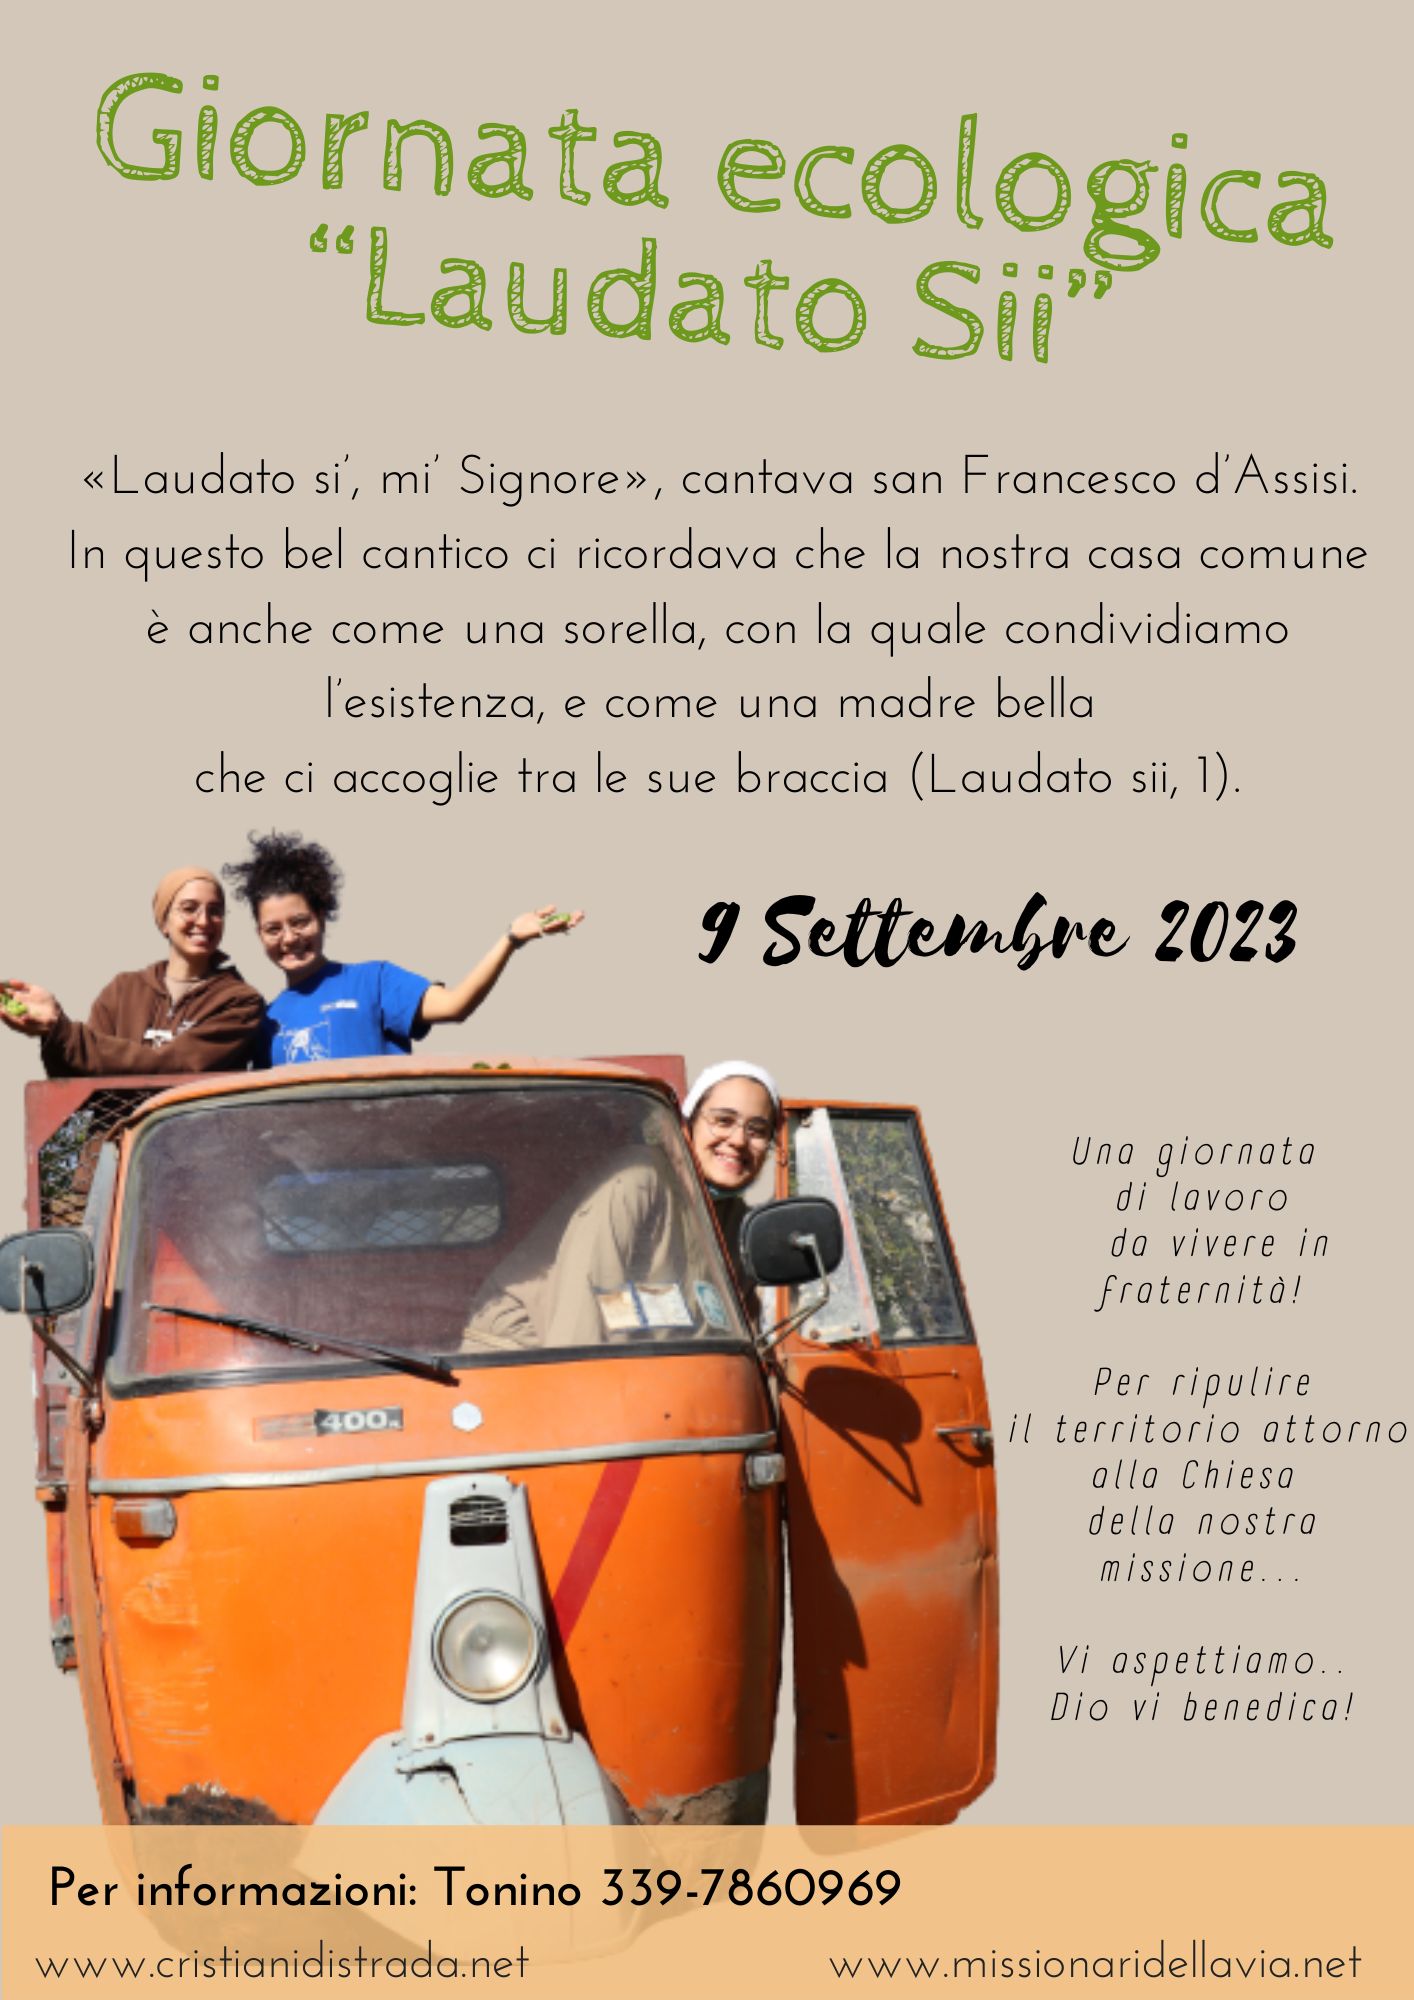 Giornata ecologica
“Laudato Sii”
«Laudato si’, mi’ Signore», cantava san Francesco d’Assisi.
In questo bel cantico ci ricordava che la nostra casa comune
è anche come una sorella, con la quale condividiamo
l’esistenza, e come una madre bella
che ci accoglie tra le sue braccia (Laudato sii, 1).
9 Settembre 2023
Una giornata
di lavoro
da vivere in
fraternità!
Per ripulire
il territorio attorno
alla Chiesa
della nostra
missione...
Vi aspettiamo..
Dio vi benedica!
400
Per informazioni: Tonino 339-7860969
www.cristianidistrada.net
www.missionaridellavia.net